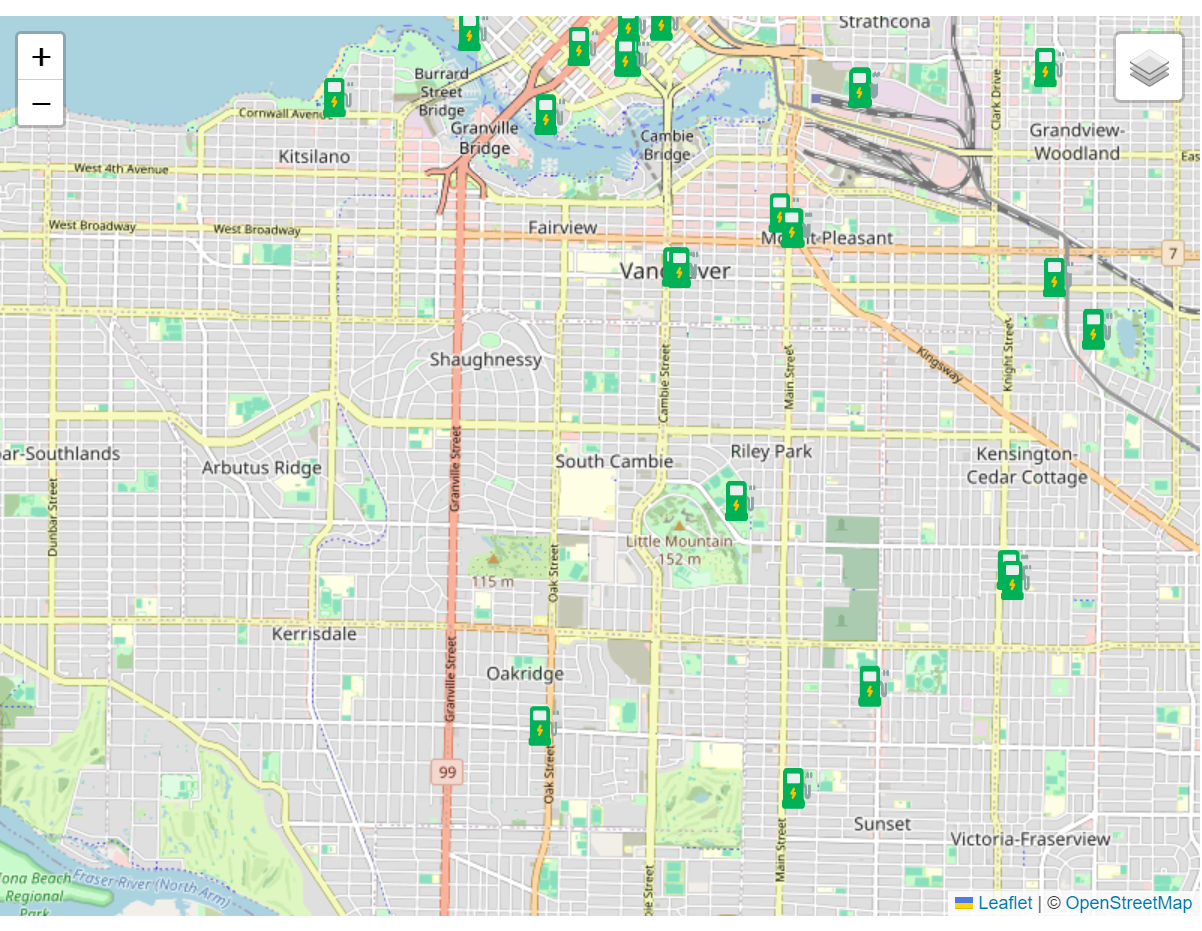 +
−
Strathcona
Burrard
Street
Bridge
Clark Drive
Cornwall Avenue
Granville
Bridge
Cambie
Bridge
Grandview-
Woodland
Kitsilano
West 4th Avenue
Eas
West Broadway
West Broadway
Fairview
Mount Pleasant
7
Vancouver
Shaughnessy
Cambie Street
Main Street
Knight Street
Kingsway
Granville Street
Riley Park
bar-Southlands
Arbutus Ridge
South Cambie
Kensington-
Cedar Cottage
Dunbar Street
Little Mountain
152 m
115 m
Oak Street
Kerrisdale
Granville Street
Oakridge
99
Oak Street
Main Street
Sunset
Victoria-Fraserview
Iona Beach
Regional
Park
Fraser River (North Arm)
bie Street
Leaflet | © OpenStreetMap